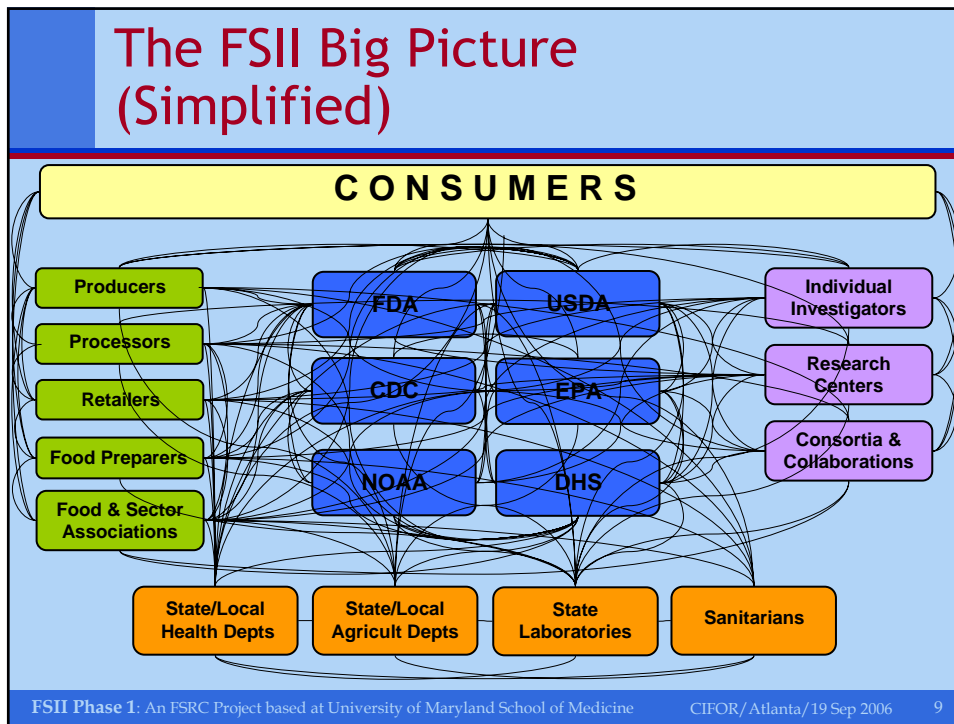 The FSII Big Picture
(Simplified)
C O N S U M E R S
Producers
Processors
Retailers
Food Preparers
Food & Sector
Associations
FDA
USDA
CDC
EPA
NOAA
DHS
Individual
Investigators
Research
Centers
Consortia &
Collaborations
State/Local
Health Depts
State/Local
Agricult Depts
State
Laboratories
Sanitarians
FSII Phase 1: An FSRC Project based at University of Maryland School of Medicine CIFOR/Atlanta/19 Sep 2006 9